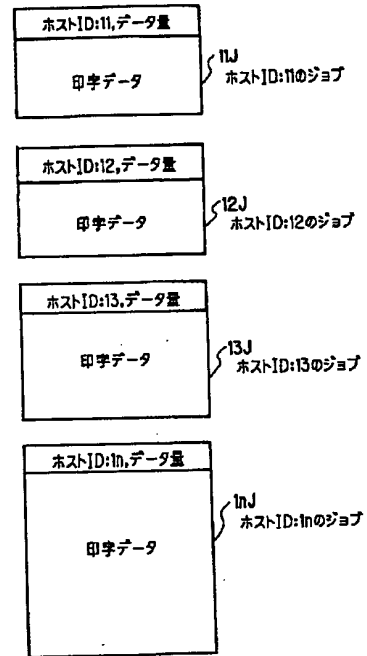 ホストID:11,データ量
印字データ
11J
ホストID:11のジョブ
ホストID:12,データ量
印字データ
12J
ホストID:12のジョブ
ホストID:13,データ量
印字データ
13J
ホストID:13のジョブ
ホストID:1n,データ量
印字データ
1nJ
ホストID:1nのジョブ